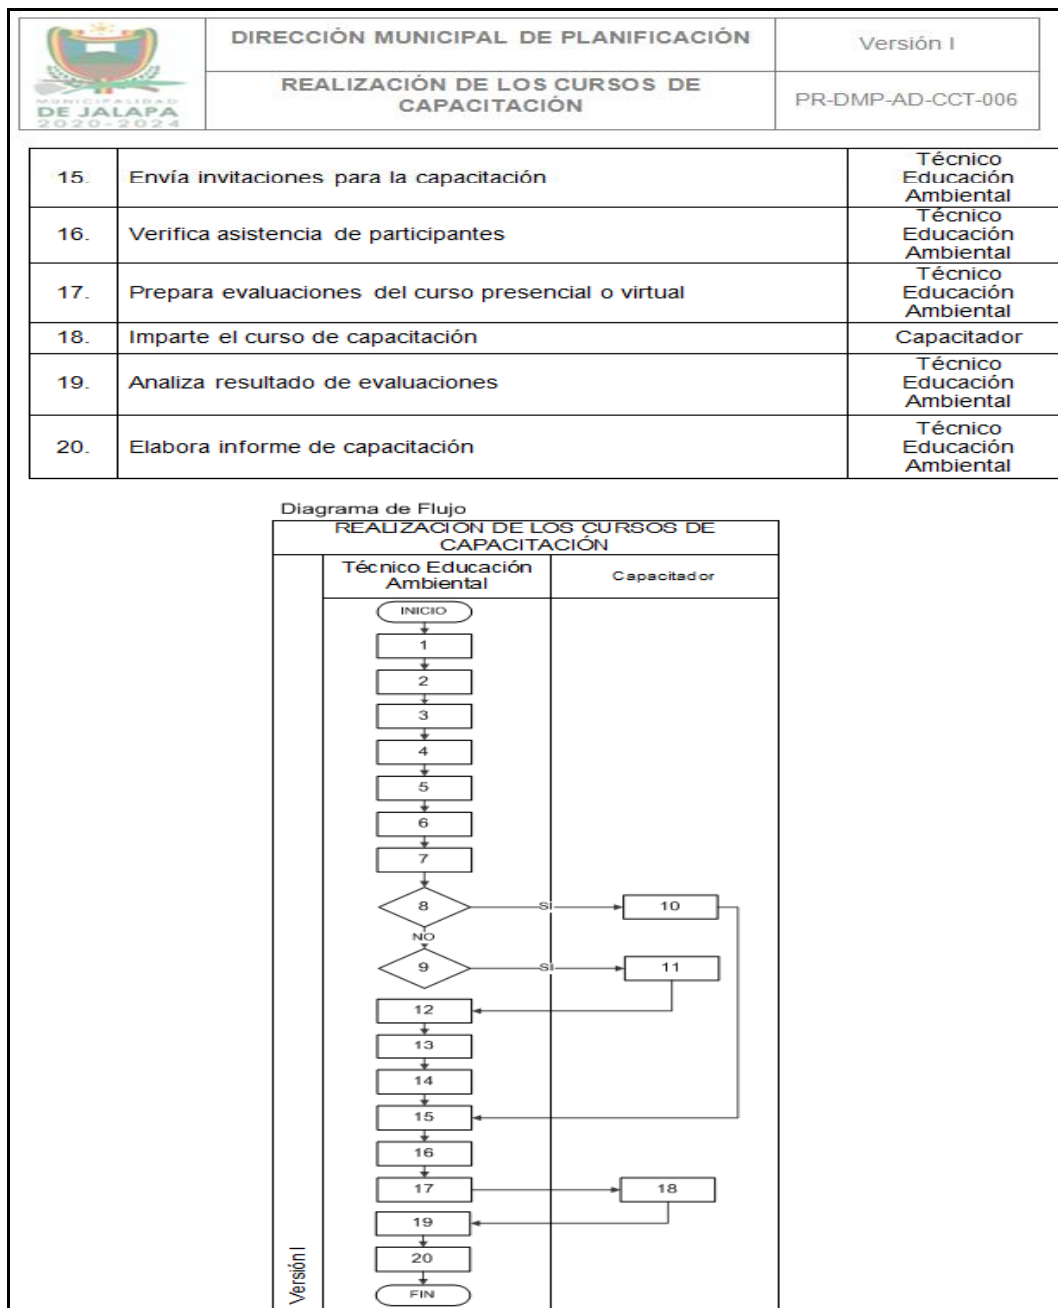 MUNICIPALIDAD
DE JALAPA
2020-2024
DIRECCIÓN MUNICIPAL DE PLANIFICACIÓN
Versión I
REALIZACIÓN DE LOS CURSOS DE
CAPACITACIÓN
PR-DMP-AD-CCT-006
15. Envía invitaciones para la capacitación
Técnico
Educación
Ambiental
16. Verifica asistencia de participantes
Técnico
Educación
Ambiental
17. Prepara evaluaciones del curso presencial o virtual
Técnico
Educación
Ambiental
18. Imparte el curso de capacitación
Capacitador
19. Analiza resultado de evaluaciones
Técnico
Educación
Ambiental
20. Elabora informe de capacitación
Técnico
Educación
Ambiental
Diagrama de Flujo
REALIZACION DE LOS CURSOS DE
CAPACITACIÓN
Técnico Educación
Ambiental
Capacitador
INICIO
1
2
3
4
5
6
7
8
SI
10
NO
9
SI
11
12
13
14
15
16
17
18
19
20
FIN
Versión I